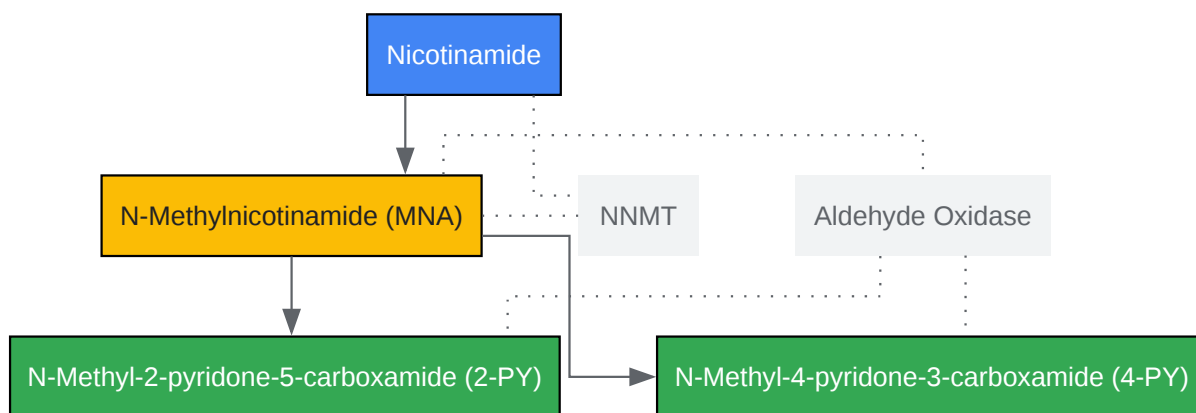 Nicotinamide
N-Methylnicotinamide (MNA)
NNMT
Aldehyde Oxidase
N-Methyl-2-pyridone-5-carboxamide (2-PY)
N-Methyl-4-pyridone-3-carboxamide (4-PY)